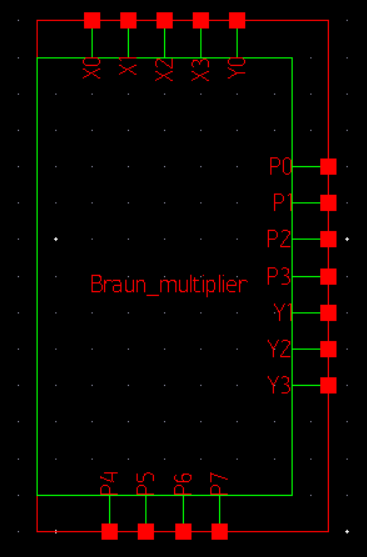 X0 X1 X2 X3 Y0
P0
P1
P2
P3
Braun_multiplier
Y1
Y2
Y3
P4 P5 P6 P7